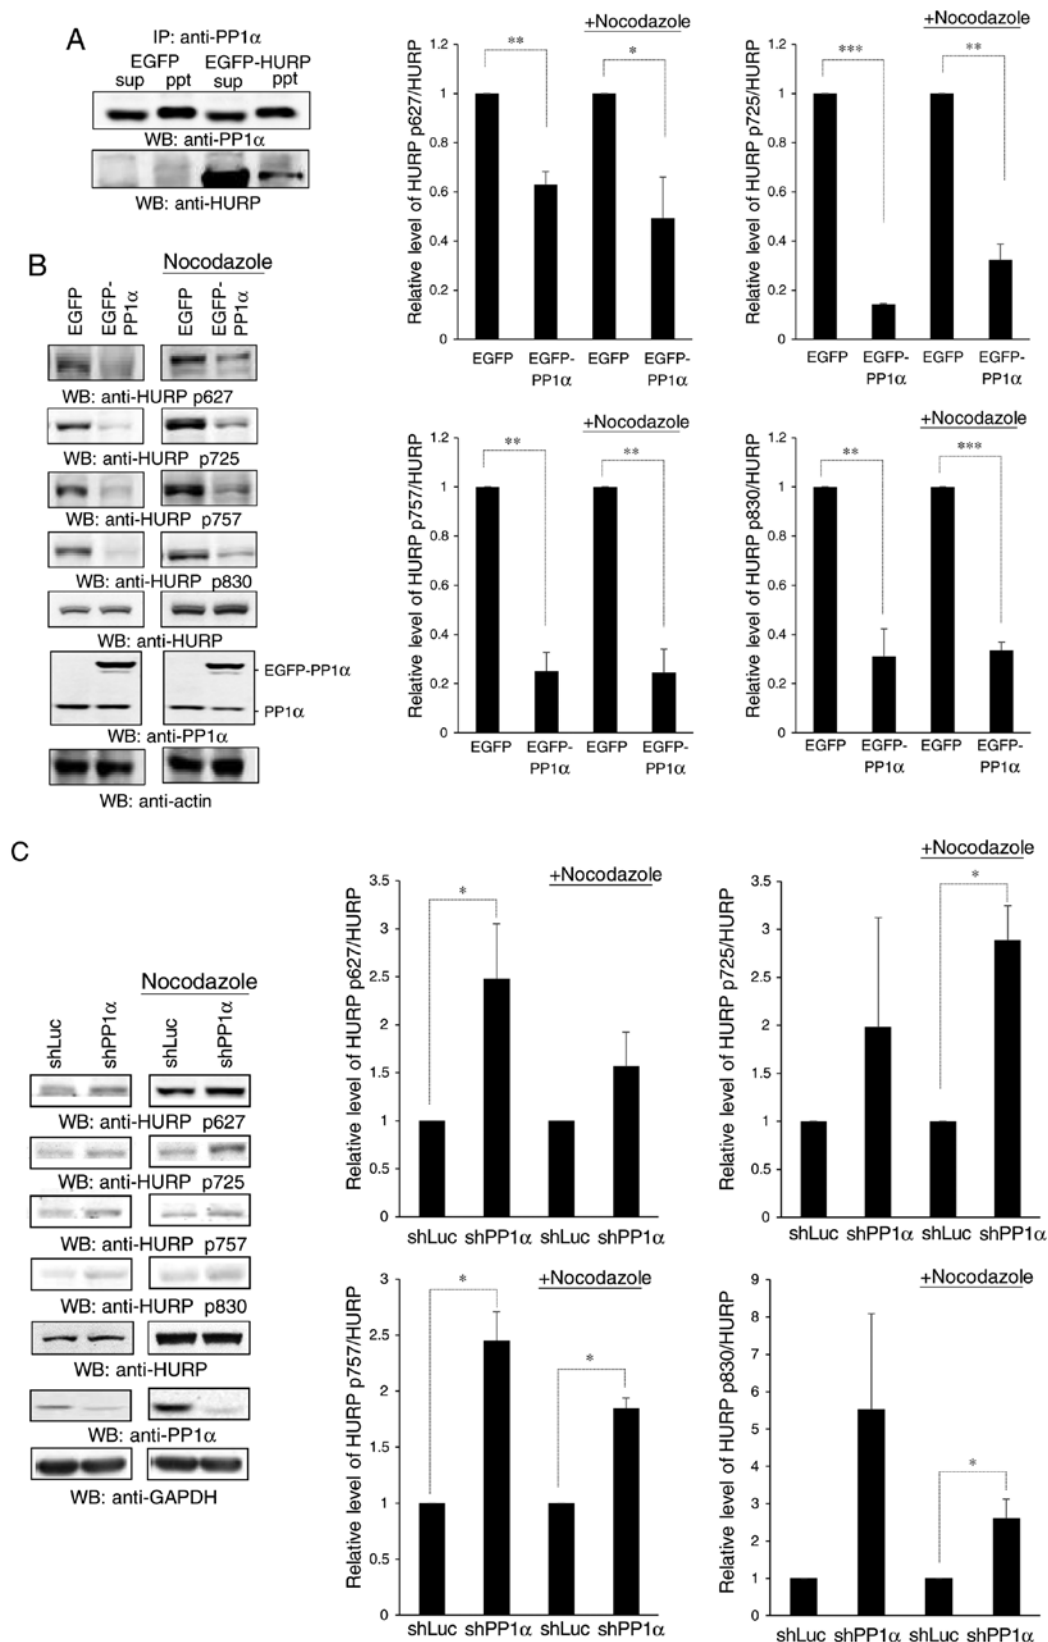 A
IP: anti-PP1α
EGFP EGFP-HURP
sup ppt sup ppt
WB: anti-PP1α
WB: anti-HURP
+Nocodazole
Relative level of HURP p627/HURP
1.2
1
0.8
0.6
0.4
0.2
0
** *
EGFP EGFP-PP1α EGFP EGFP-PP1α
+Nocodazole
Relative level of HURP p725/HURP
1.2
1
0.8
0.6
0.4
0.2
0
*** **
EGFP EGFP-PP1α EGFP EGFP-PP1α
B
Nocodazole
EGFP EGFP-PP1α EGFP EGFP-PP1α
WB: anti-HURP p627
WB: anti-HURP p725
WB: anti-HURP p757
WB: anti-HURP p830
WB: anti-HURP
EGFP-PP1α
PP1α
WB: anti-PP1α
WB: anti-actin
+Nocodazole
Relative level of HURP p757/HURP
1.2
1
0.8
0.6
0.4
0.2
0
** **
EGFP EGFP-PP1α EGFP EGFP-PP1α
+Nocodazole
Relative level of HURP p830/HURP
1.2
1
0.8
0.6
0.4
0.2
0
** ***
EGFP EGFP-PP1α EGFP EGFP-PP1α
C
Nocodazole
shLuc shPP1α shLuc shPP1α
WB: anti-HURP p627
WB: anti-HURP p725
WB: anti-HURP p757
WB: anti-HURP p830
WB: anti-HURP
WB: anti-PP1α
WB: anti-GAPDH
+Nocodazole
Relative level of HURP p627/HURP
3.5
3
2.5
2
1.5
1
0.5
0
*
shLuc shPP1α shLuc shPP1α
+Nocodazole
Relative level of HURP p725/HURP
3.5
3
2.5
2
1.5
1
0.5
0
*
shLuc shPP1α shLuc shPP1α
+Nocodazole
Relative level of HURP p757/HURP
3
2.5
2
1.5
1
0.5
0
* *
shLuc shPP1α shLuc shPP1α
+Nocodazole
Relative level of HURP p830/HURP
9
8
7
6
5
4
3
2
1
0
*
shLuc shPP1α shLuc shPP1α